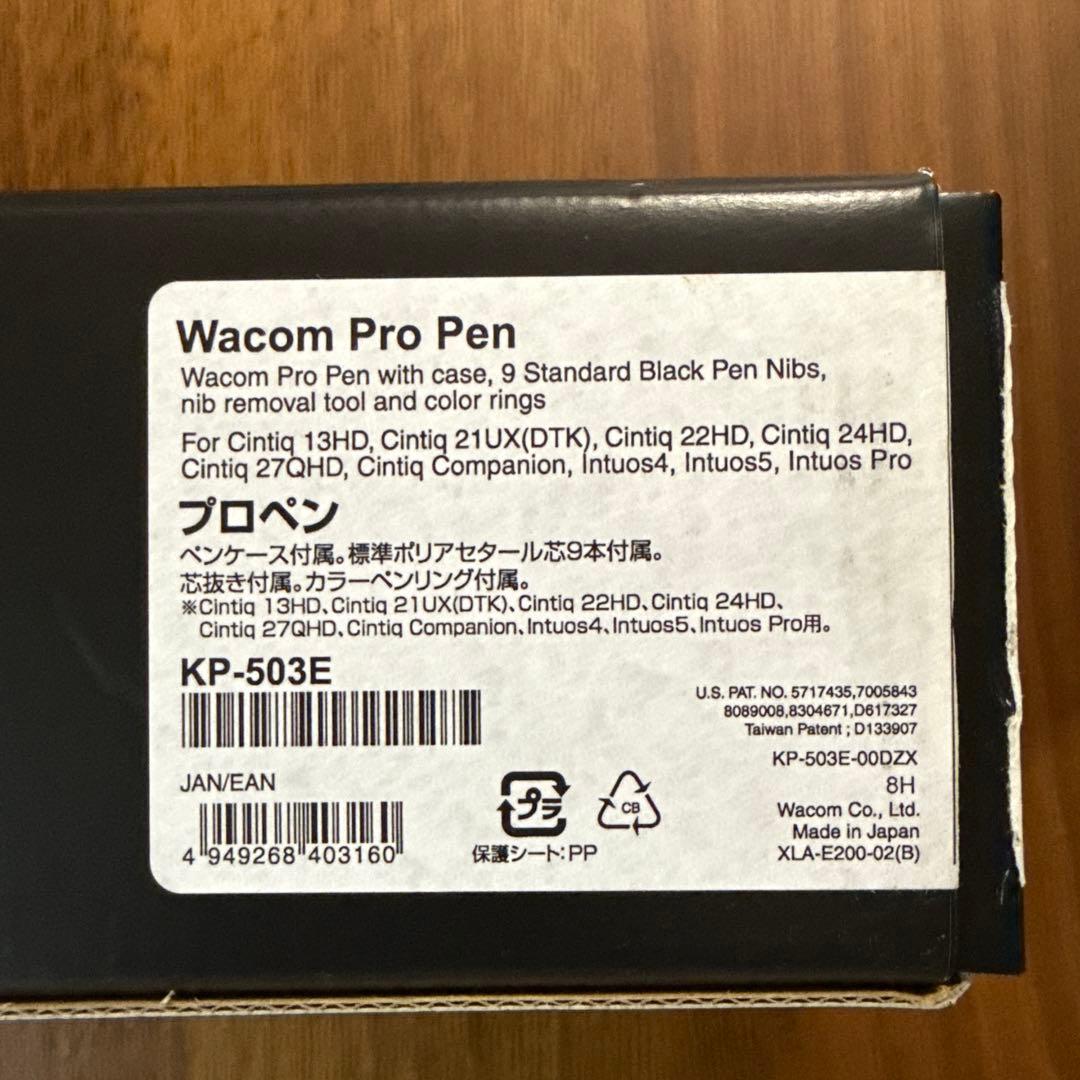 Wacom Pro Pen
Wacom Pro Pen with case, 9 Standard Black Pen Nibs,
nib removal tool and color rings
For Cintiq 13HD, Cintiq 21UX(DTK), Cintiq 22HD, Cintiq 24HD,
Cintiq 27QHD, Cintiq Companion, Intuos4, Intuos5, Intuos Pro
プロペン
ペンケース付属。標準ポリアセタール芯9本付属。
芯抜き付属。カラーペンリング付属。
※Cintiq 13HD、Cintiq 21UX(DTK)、Cintiq 22HD、Cintiq 24HD、
Cintiq 27QHD、Cintiq Companion、Intuos4、Intuos5、Intuos Pro用。
KP-503E
U.S. PAT. NO. 5717435,7005843
8089008,8304671,D617327
Taiwan Patent ; D133907
KP-503E-00DZX
8H
Wacom Co., Ltd.
Made in Japan
XLA-E200-02(B)
JAN/EAN
4 949268 403160
プラ
保護シート:PP
CB